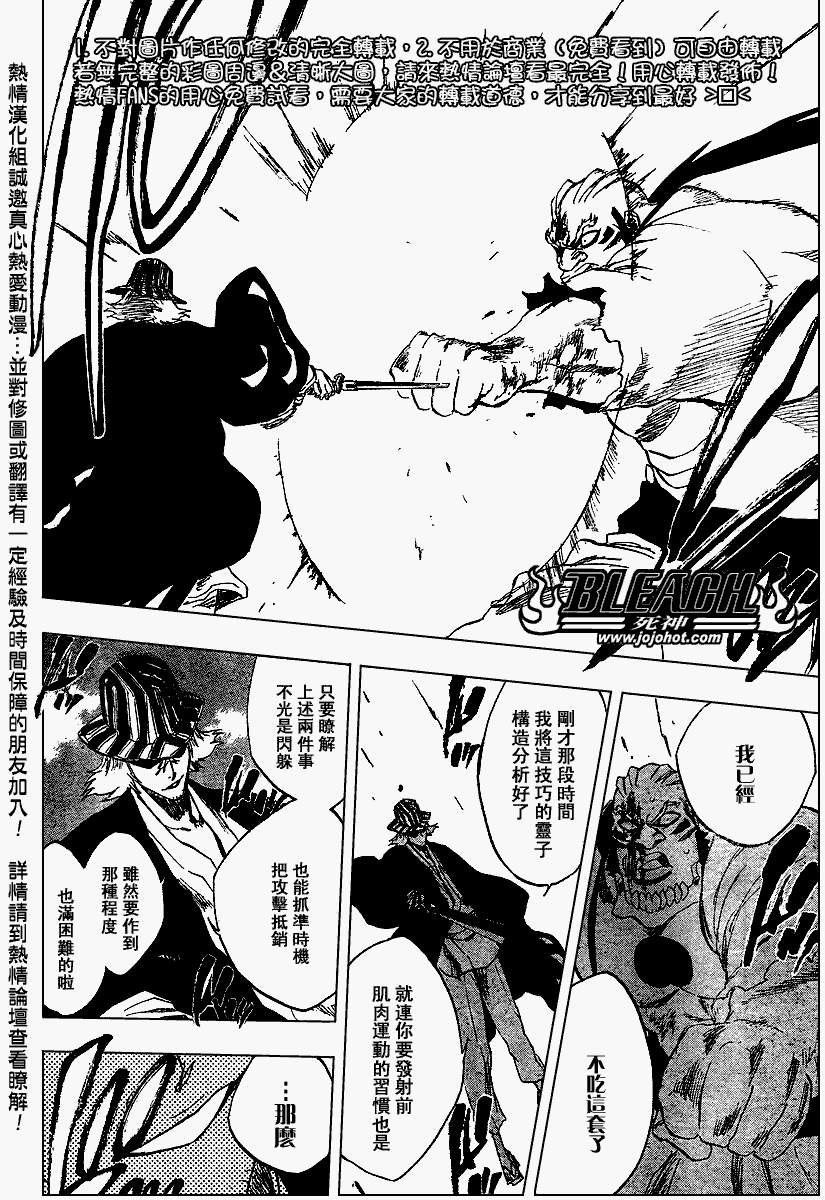 1. 不對圖片作任何修改的完全轉載，2. 不用於商業（免費看到）可自由轉載
若無完整的彩圖周邊＆清晰大圖，請來熱情論壇看最完全！用心轉載發佈！
熱情FANS的用心免費試看，需要大家的轉載道德，才能分享到最好 >口<
熱情漢化組誠邀真心熱愛動漫…並對修圖或翻譯有一定經驗及時間保障的朋友加入！ 詳情請到熱情論壇查看瞭解！
BLEACH
死神
www.jojohot.com
我已經
不吃這套了
剛才那段時間
我將這技巧的靈子
構造分析好了
就連你要發射前
肌肉運動的習慣也是
只要瞭解
上述兩件事
不光是閃躲
也能抓準時機
把攻擊抵銷
雖然要作到
那種程度
也滿困難的啦
…那麼